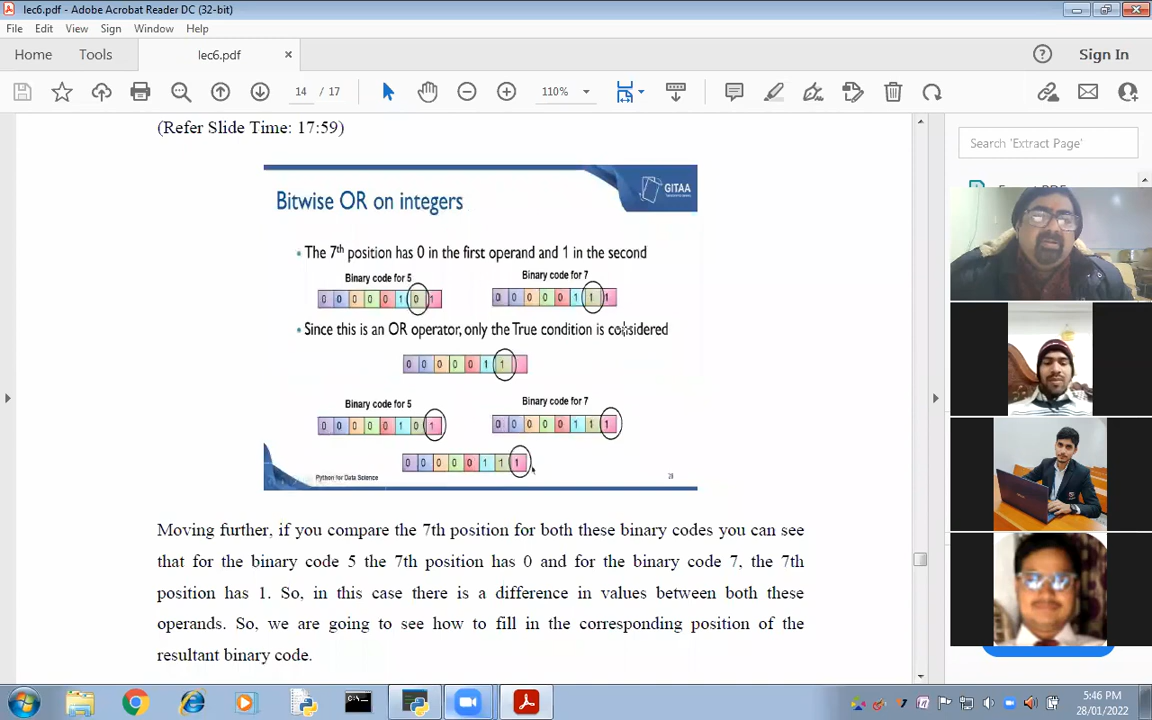 lec6.pdf - Adobe Acrobat Reader DC (32-bit)
File Edit View Sign Window Help
Home Tools lec6.pdf × Sign In
14 / 17 110%
(Refer Slide Time: 17:59)
Search 'Extract Page'
GITAA
Bitwise OR on integers
• The 7th position has 0 in the first operand and 1 in the second
Binary code for 5 Binary code for 7
0 0 0 0 0 1 0 1 0 0 0 0 0 1 1 1
• Since this is an OR operator, only the True condition is considered
0 0 0 0 0 1 1
Binary code for 5 Binary code for 7
0 0 0 0 0 1 0 1 0 0 0 0 0 1 1 1
0 0 0 0 0 1 1 1
Python for Data Science
Moving further, if you compare the 7th position for both these binary codes you can see
that for the binary code 5 the 7th position has 0 and for the binary code 7, the 7th
position has 1. So, in this case there is a difference in values between both these
operands. So, we are going to see how to fill in the corresponding position of the
resultant binary code.
5:46 PM
28/01/2022